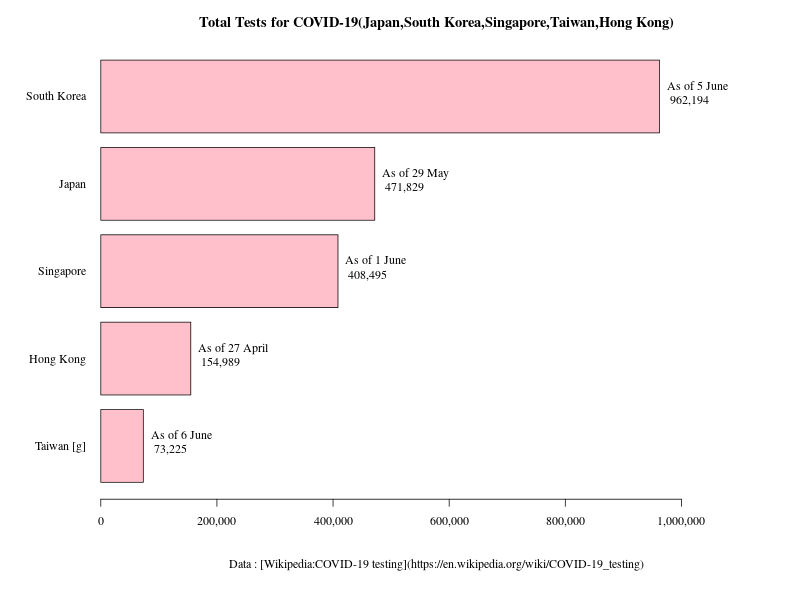 Total Tests for COVID-19(Japan,South Korea,Singapore,Taiwan,Hong Kong)
South Korea
As of 5 June
962,194
Japan
As of 29 May
471,829
Singapore
As of 1 June
408,495
Hong Kong
As of 27 April
154,989
Taiwan [g]
As of 6 June
73,225
0
200,000
400,000
600,000
800,000
1,000,000
Data : [Wikipedia:COVID-19 testing](https://en.wikipedia.org/wiki/COVID-19_testing)